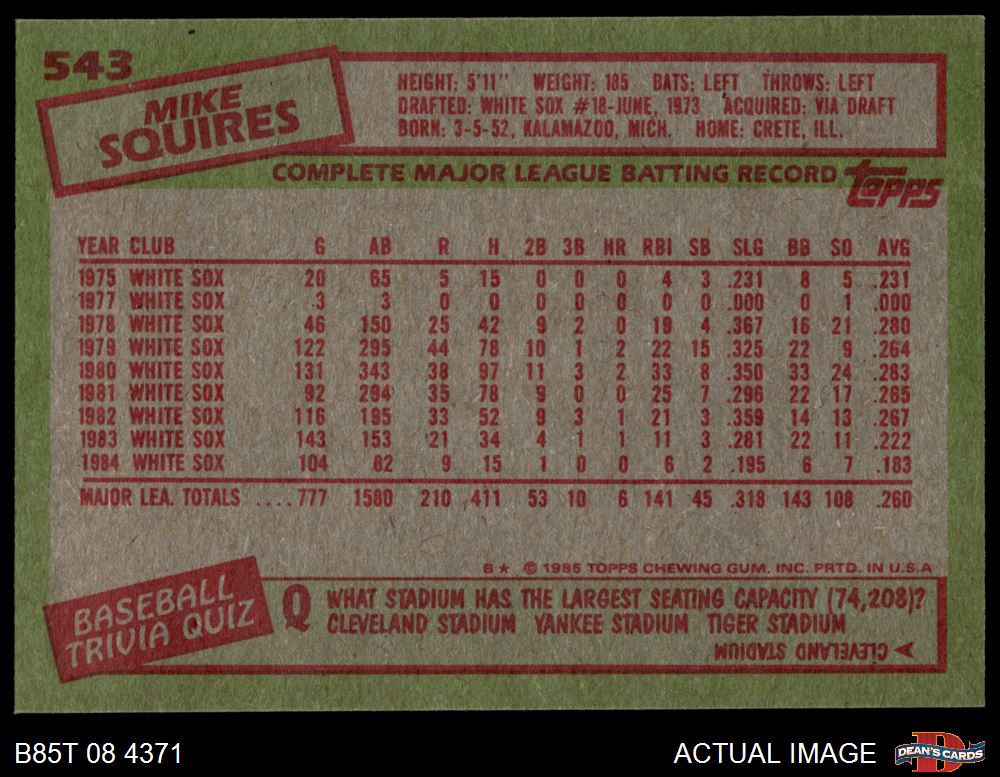 543
MIKE
SQUIRES
HEIGHT: 5'11" WEIGHT: 185 BATS: LEFT THROWS: LEFT
DRAFTED: WHITE SOX #18-JUNE, 1973 ACQUIRED: VIA DRAFT
BORN: 3-5-52, KALAMAZOO, MICH. HOME: CRETE, ILL.
COMPLETE MAJOR LEAGUE BATTING RECORD topps
YEAR CLUB G AB R H 2B 3B HR RBI SB SLG BB SO AVG
1975 WHITE SOX 20 65 5 15 0 0 0 4 3 .231 8 5 .231
1977 WHITE SOX 3 3 0 0 0 0 0 0 0 .000 0 1 .000
1978 WHITE SOX 46 150 25 42 9 2 0 19 4 .367 16 21 .280
1979 WHITE SOX 122 295 44 78 10 1 2 22 15 .325 22 9 .264
1980 WHITE SOX 131 343 38 97 11 3 2 33 8 .350 33 24 .283
1981 WHITE SOX 92 294 35 78 9 0 0 25 7 .296 22 17 .265
1982 WHITE SOX 116 195 33 52 9 3 1 21 3 .359 14 13 .267
1983 WHITE SOX 143 153 21 34 4 1 1 11 3 .281 22 11 .222
1984 WHITE SOX 104 82 9 15 1 0 0 6 2 .195 6 7 .183
MAJOR LEA. TOTALS ....777 1580 210 411 53 10 6 141 45 .318 143 108 .260
B★ © 1985 TOPPS CHEWING GUM, INC. PRTD. IN U.S.A
BASEBALL
TRIVIA QUIZ
Q WHAT STADIUM HAS THE LARGEST SEATING CAPACITY (74,208)?
CLEVELAND STADIUM YANKEE STADIUM TIGER STADIUM
CLEVELAND STADIUM
B85T 08 4371
ACTUAL IMAGE
D
DEAN'S CARDS